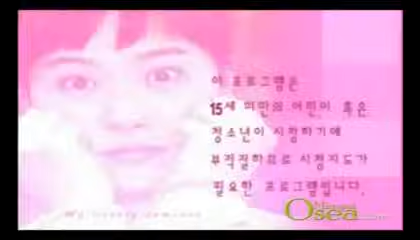 이 프로그램은
15세 미만의 어린이 혹은
청소년이 시청하기에
부적절하므로 시청지도가
필요한 프로그램입니다.
Osea